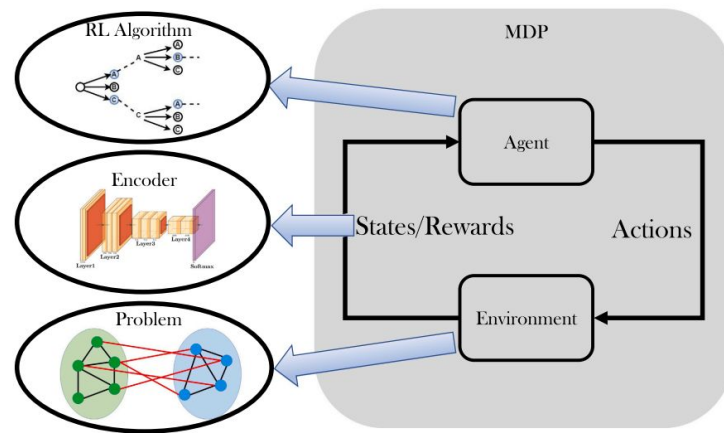 RL Algorithm
A
A
B
C
A
B
C
C
A
B
C
Encoder
Layer1
Layer2
Layer3
Layer4
Softmax
Problem
MDP
Agent
States/Rewards
Actions
Environment